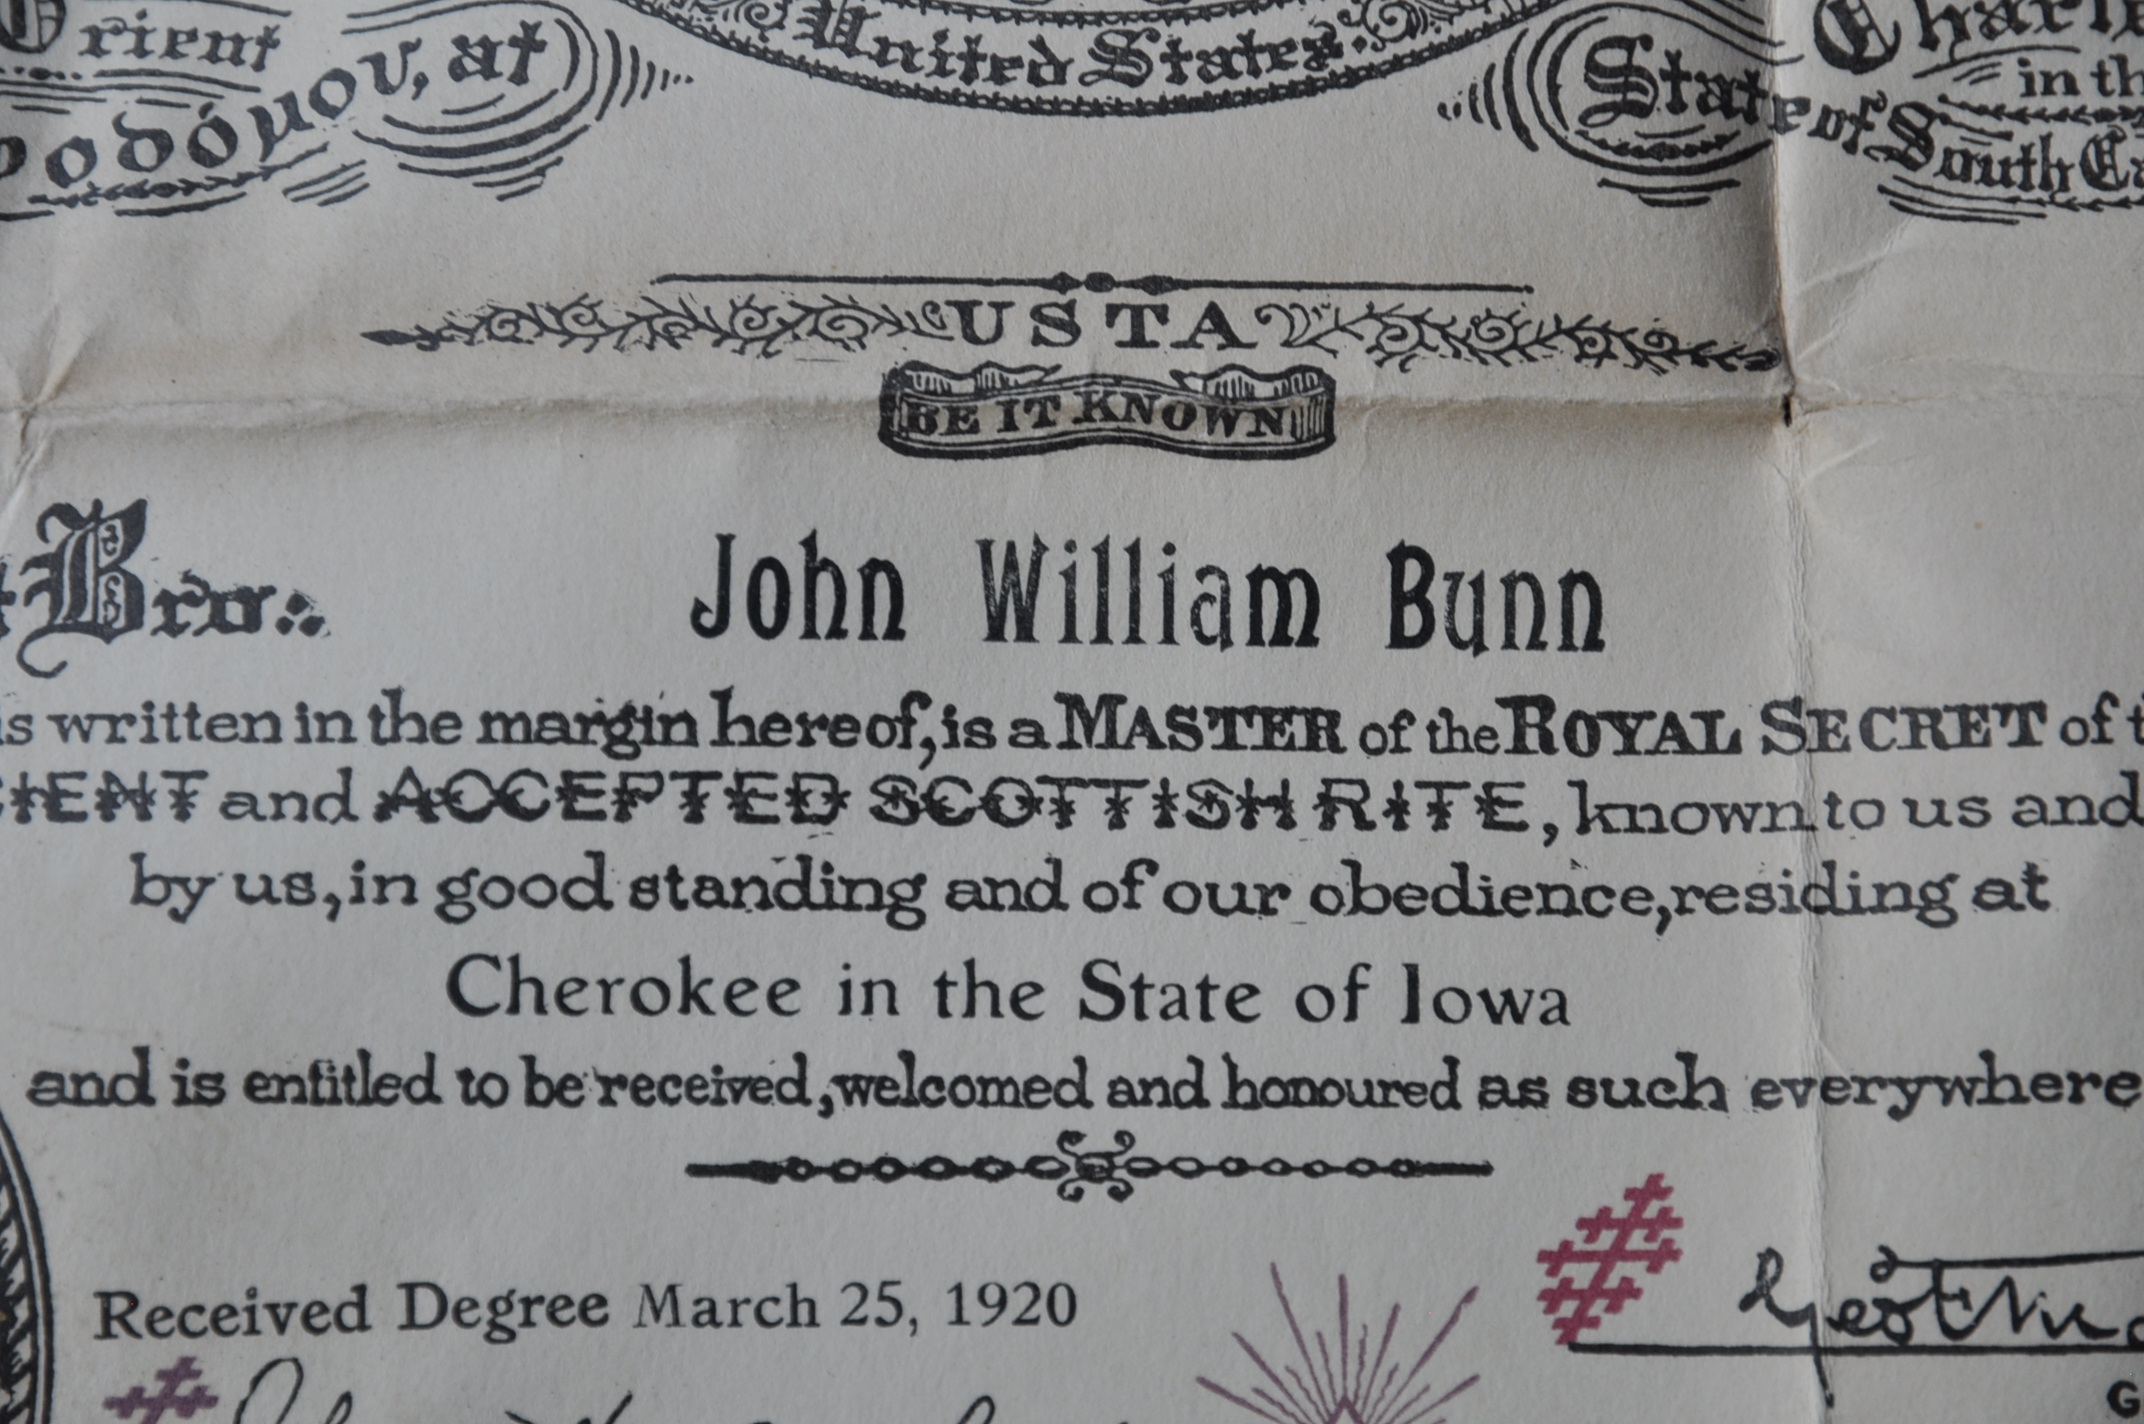 Orient
οδόμου, at
United States.
in th
State of South Ca
USTA
BE IT KNOWN
Bro∴
John William Bunn
is written in the margin hereof, is a MASTER of the ROYAL SECRET of
and ACCEPTED SCOTTISH RITE, known to us and
by us, in good standing and of our obedience, residing at
Cherokee in the State of Iowa
and is entitled to be received, welcomed and honoured as such everywhere
Received Degree March 25, 1920
G